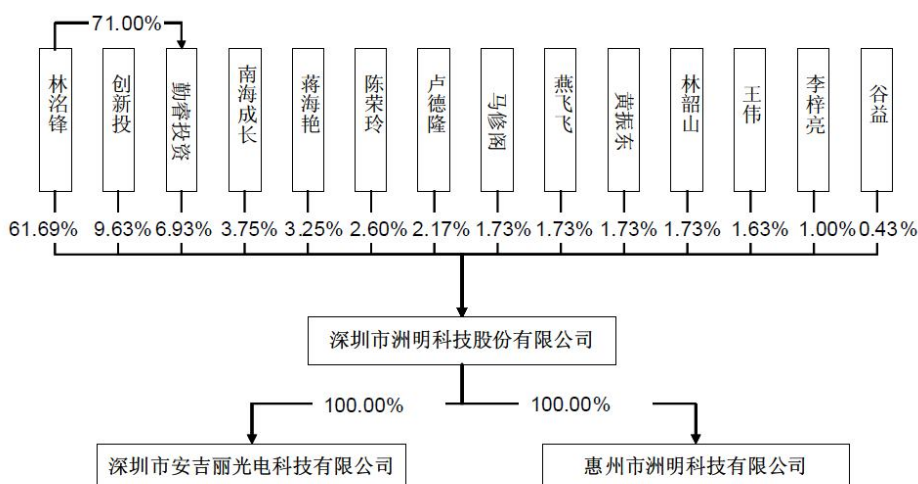 71.00%
林洺锋
创新投
勤睿投资
南海成长
蒋海艳
陈荣玲
卢德隆
马修阁
燕飞飞
黄振东
林韶山
王伟
李梓亮
谷益
61.69% 9.63% 6.93% 3.75% 3.25% 2.60% 2.17% 1.73% 1.73% 1.73% 1.73% 1.63% 1.00% 0.43%
深圳市洲明科技股份有限公司
100.00% 100.00%
深圳市安吉丽光电科技有限公司
惠州市洲明科技有限公司